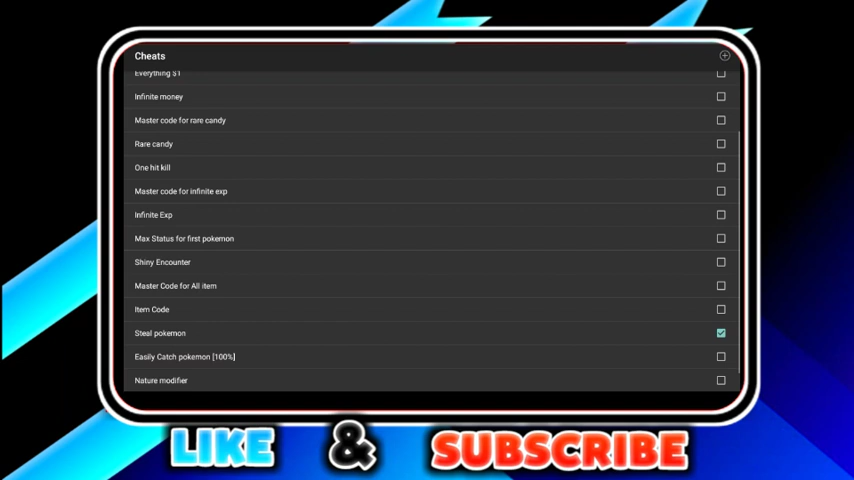 Cheats
Everything $1
Infinite money
Master code for rare candy
Rare candy
One hit kill
Master code for infinite exp
Infinite Exp
Max Status for first pokemon
Shiny Encounter
Master Code for All item
Item Code
Steal pokemon
Easily Catch pokemon [100%]
Nature modifier
LIKE & SUBSCRIBE